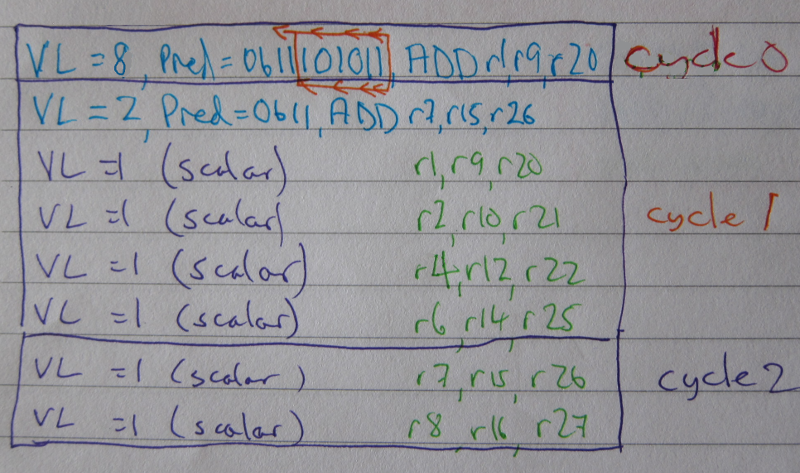 VL = 8, Pred = 0b11101011, ADD r1, r9, r20 cycle 0
VL = 2, Pred = 0b11, ADD r7, r15, r26
VL = 1 (scalar) r1, r9, r20
VL = 1 (scalar) r2, r10, r21 cycle 1
VL = 1 (scalar) r4, r12, r22
VL = 1 (scalar) r6, r14, r25
VL = 1 (scalar) r7, r15, r26 cycle 2
VL = 1 (scalar) r8, r16, r27